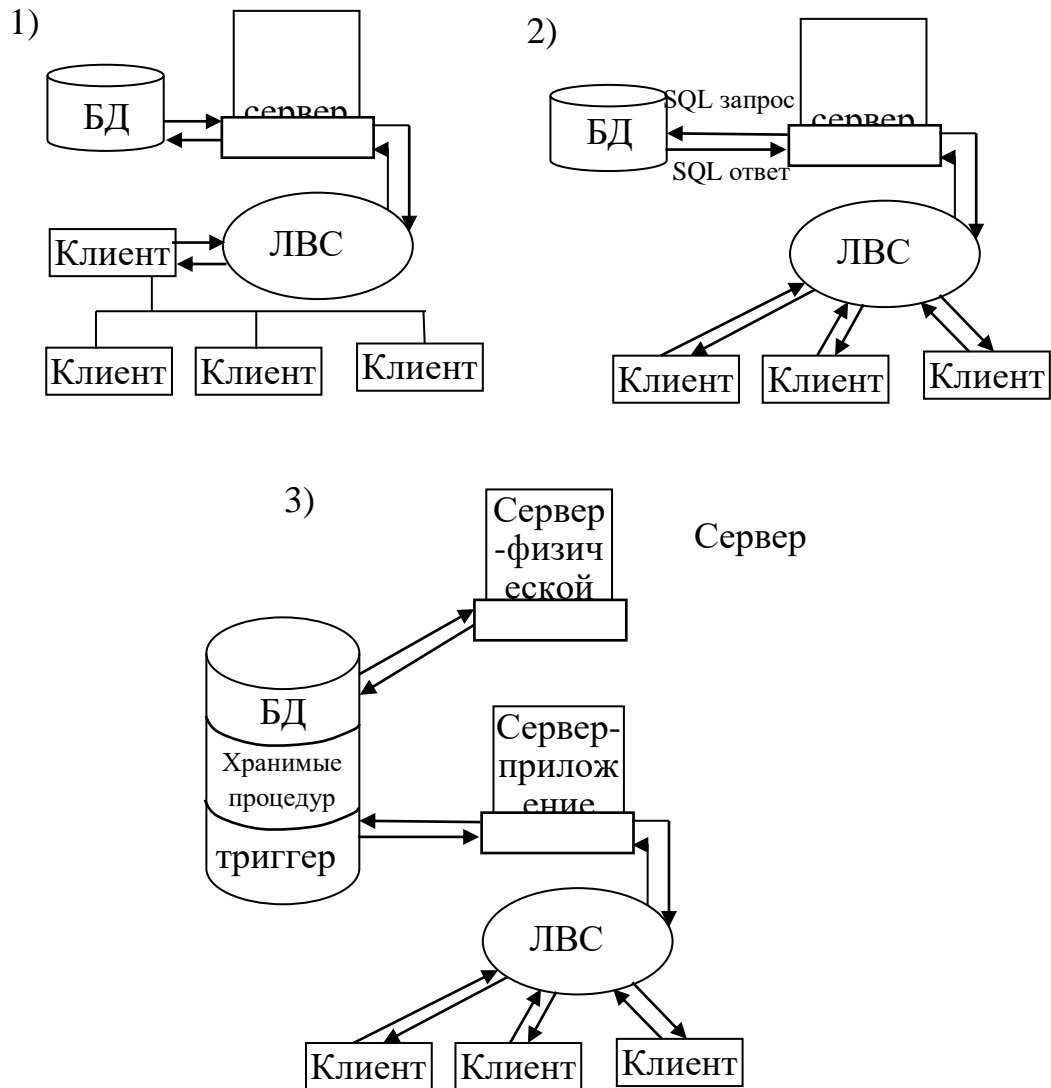 1)
БД
сервер
Клиент
ЛВС
Клиент
Клиент
Клиент
2)
БД
SQL запрос
SQL ответ
сервер
ЛВС
Клиент
Клиент
Клиент
3)
Сервер
-физич
еской
Сервер
БД
Хранимые
процедур
триггер
Сервер-
прилож
ение
ЛВС
Клиент
Клиент
Клиент